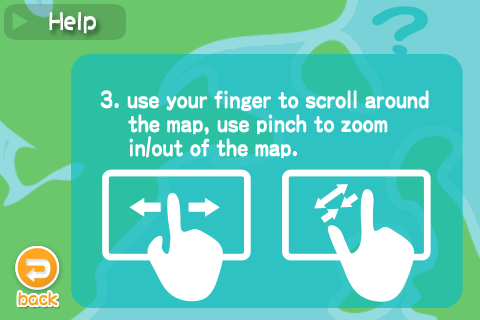 Help
?
3. use your finger to scroll around
the map, use pinch to zoom
in/out of the map.
back